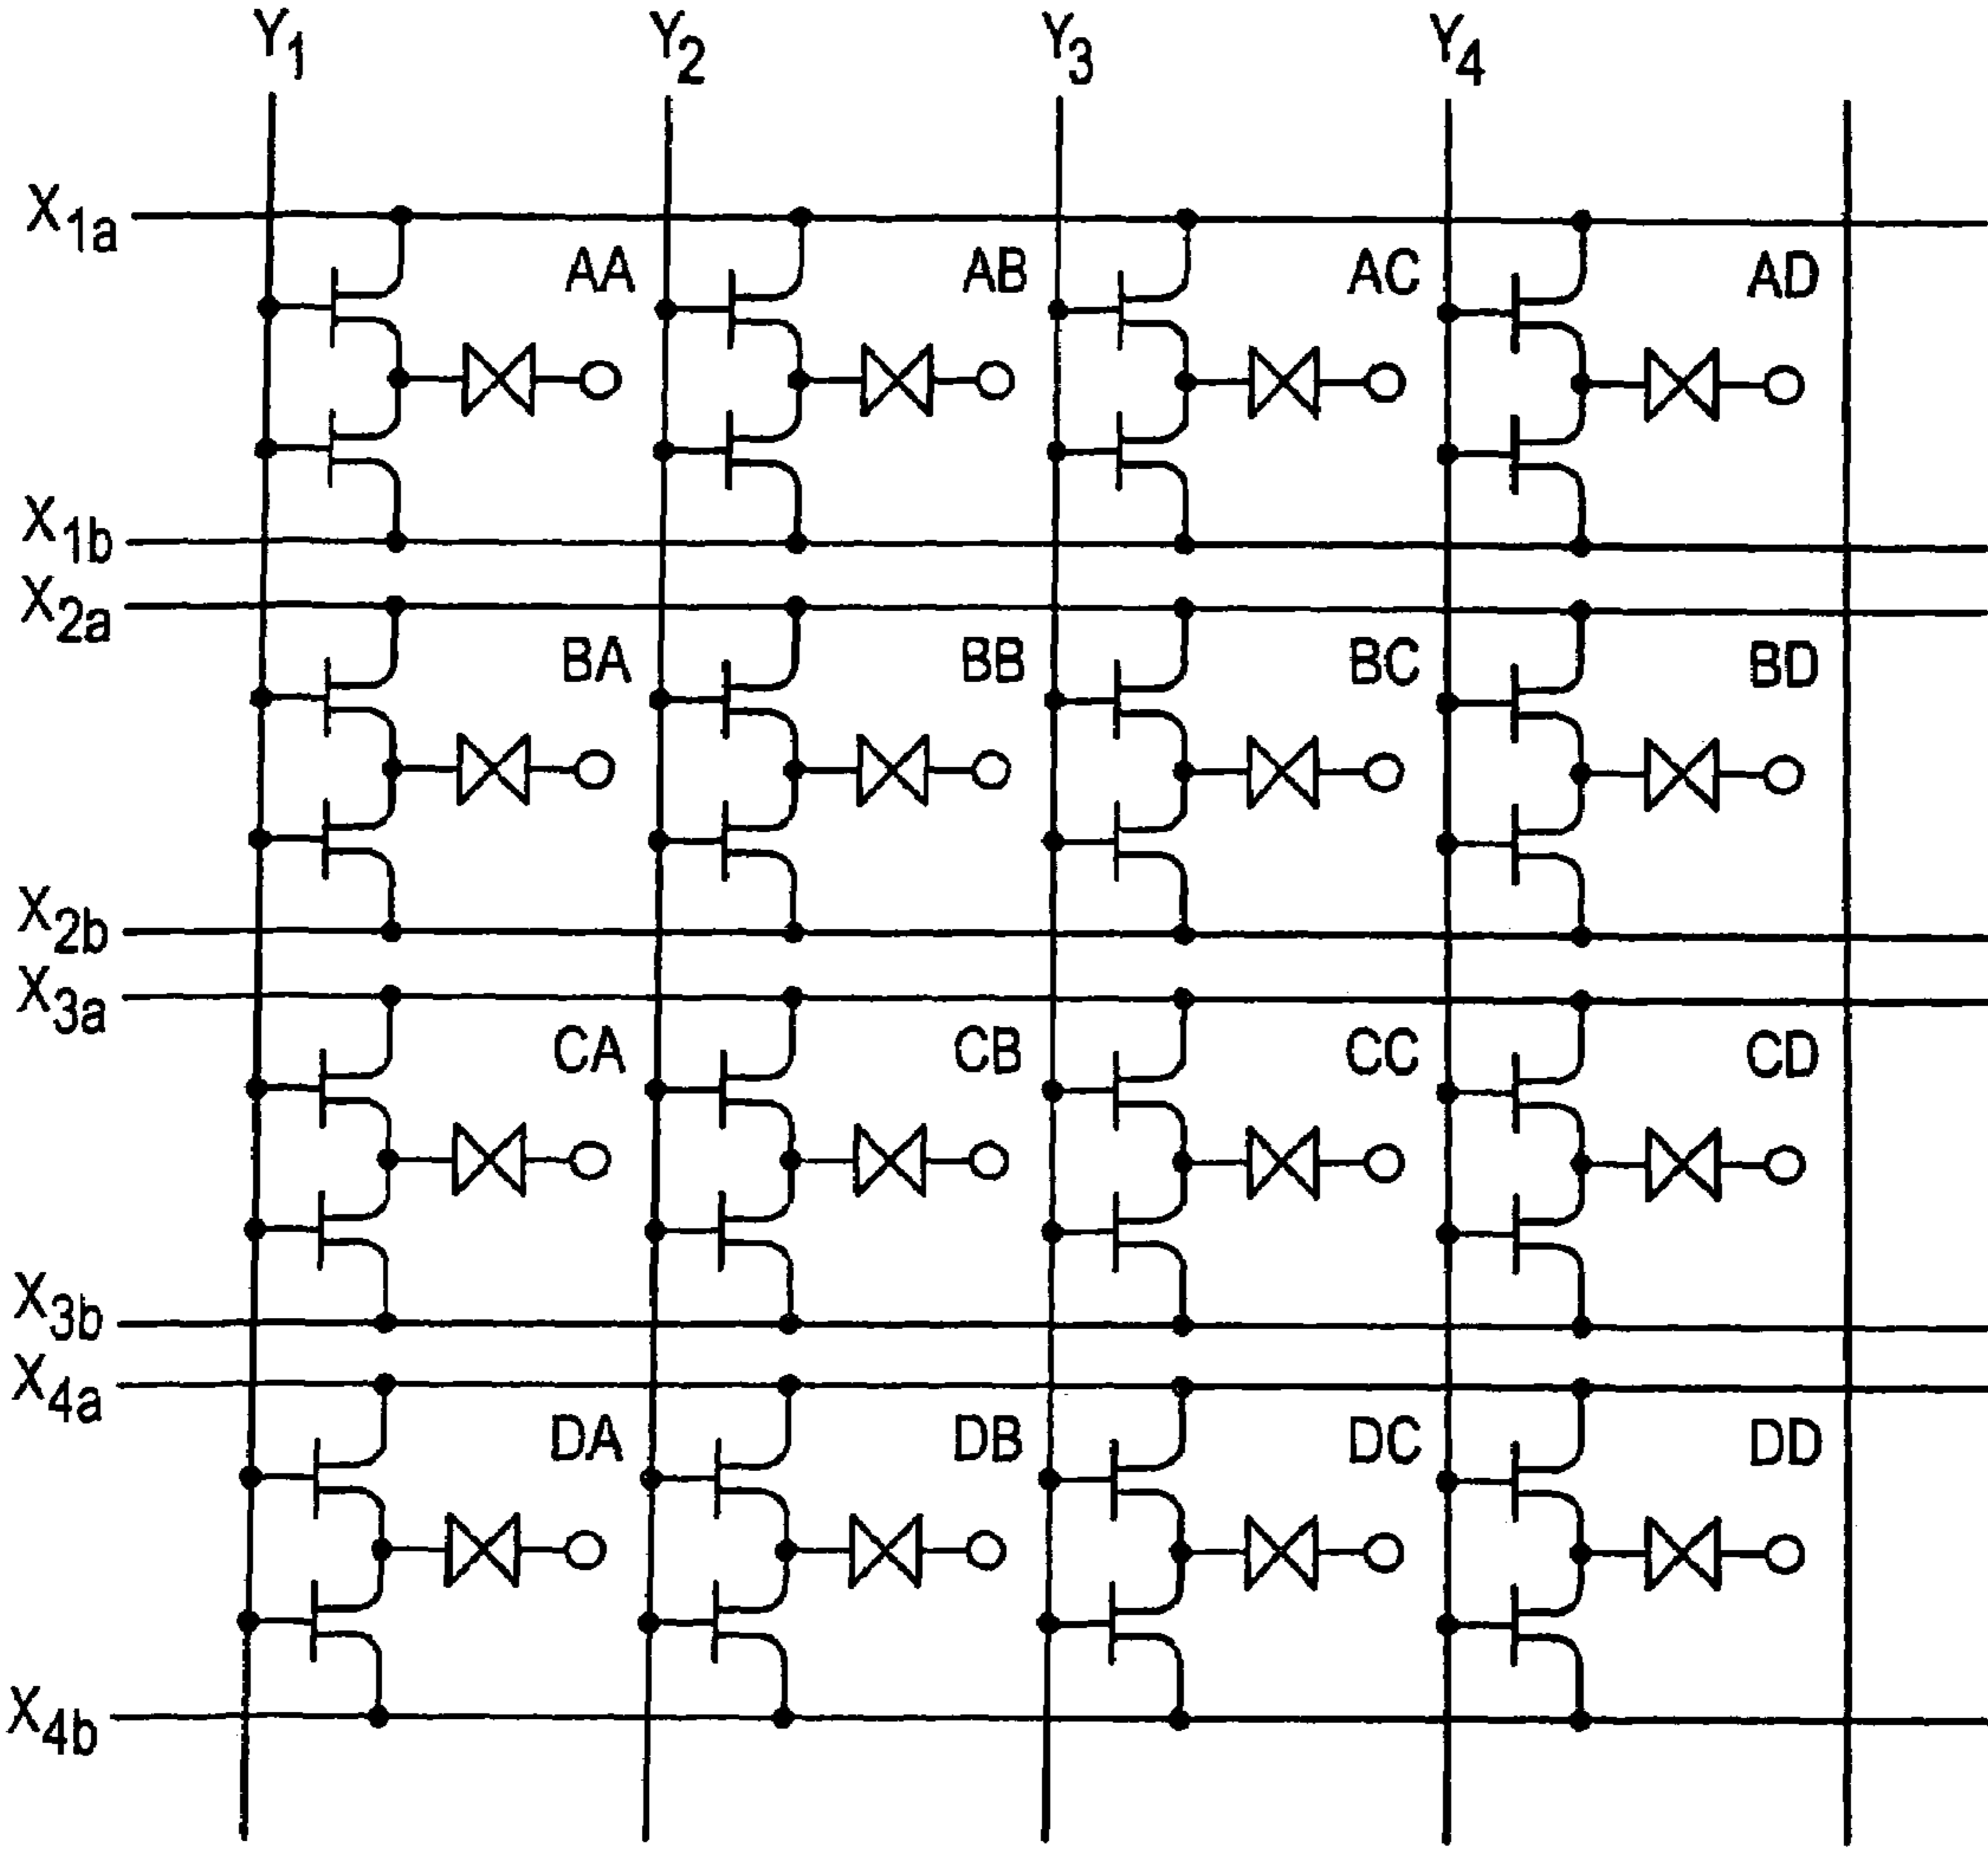 Y1 Y2 Y3 Y4
X1a
AA AB AC AD
X1b
X2a
BA BB BC BD
X2b
X3a
CA CB CC CD
X3b
X4a
DA DB DC DD
X4b